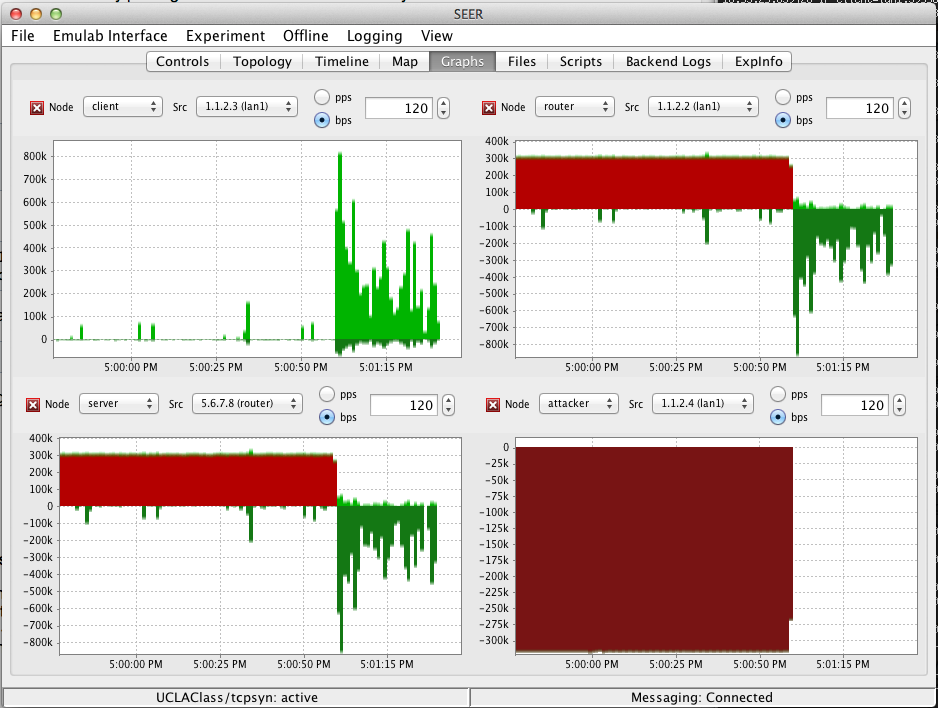 SEER
File Emulab Interface Experiment Offline Logging View
Controls Topology Timeline Map Graphs Files Scripts Backend Logs ExpInfo
Node client Src 1.1.2.3 (lan1) pps bps 120
800k
700k
600k
500k
400k
300k
200k
100k
0
5:00:00 PM 5:00:25 PM 5:00:50 PM 5:01:15 PM
Node router Src 1.1.2.2 (lan1) pps bps 120
400k
300k
200k
100k
0
-100k
-200k
-300k
-400k
-500k
-600k
-700k
-800k
5:00:00 PM 5:00:25 PM 5:00:50 PM 5:01:15 PM
Node server Src 5.6.7.8 (router) pps bps 120
400k
300k
200k
100k
0
-100k
-200k
-300k
-400k
-500k
-600k
-700k
-800k
5:00:00 PM 5:00:25 PM 5:00:50 PM 5:01:15 PM
Node attacker Src 1.1.2.4 (lan1) pps bps 120
0
-25k
-50k
-75k
-100k
-125k
-150k
-175k
-200k
-225k
-250k
-275k
-300k
5:00:00 PM 5:00:25 PM 5:00:50 PM 5:01:15 PM
UCLAClass/tcpsyn: active
Messaging: Connected